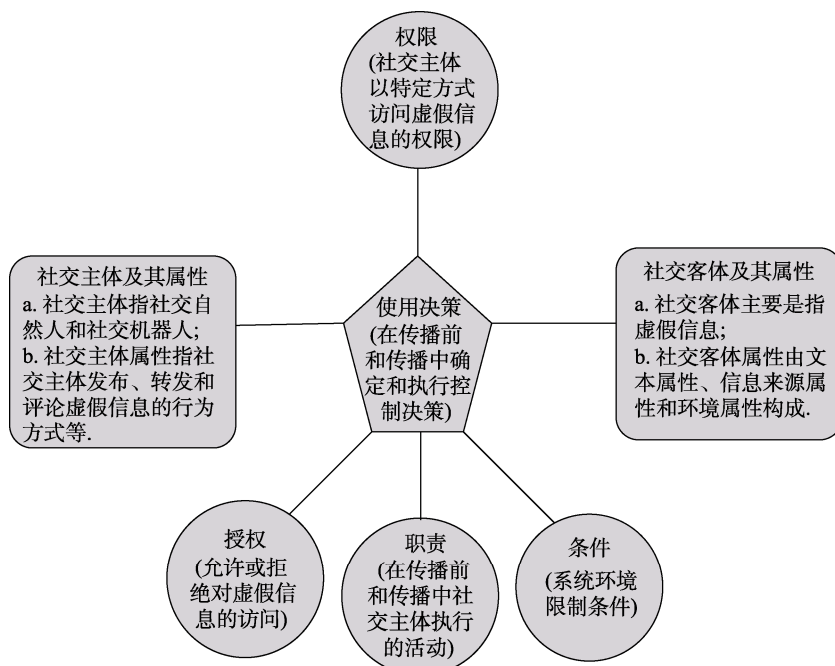 权限
(社交主体
以特定方式
访问虚假信
息的权限)
社交主体及其属性
a. 社交主体指社交自
然人和社交机器人;
b. 社交主体属性指社
交主体发布、转发和
评论虚假信息的行为
方式等.
使用决策
(在传播前
和传播中确
定和执行控
制决策)
社交客体及其属性
a. 社交客体主要是指
虚假信息;
b. 社交客体属性由文
本属性、信息来源属
性和环境属性构成.
授权
(允许或拒
绝对虚假信
息的访问)
职责
(在传播前
和传播中社
交主体执行
的活动)
条件
(系统环境
限制条件)